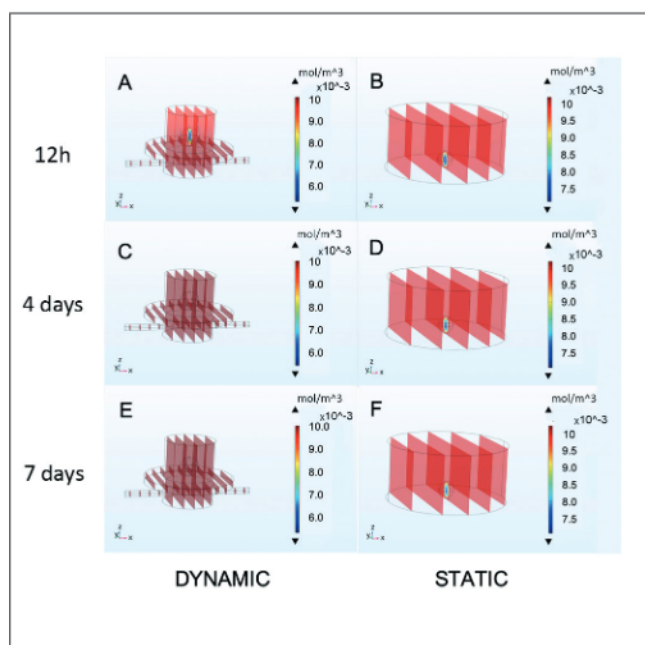 A
mol/m^3
x10^-3
10
9.0
8.0
7.0
6.0
z
y x
B
mol/m^3
x10^-3
10
9.5
9.0
8.5
8.0
7.5
z
y x
12h
C
mol/m^3
x10^-3
10
9.0
8.0
7.0
6.0
z
y x
D
mol/m^3
x10^-3
10
9.5
9.0
8.5
8.0
7.5
z
y x
4 days
E
mol/m^3
x10^-3
10.0
9.0
8.0
7.0
6.0
z
y x
F
mol/m^3
x10^-3
10
9.5
9.0
8.5
8.0
7.5
z
y x
7 days
DYNAMIC
STATIC